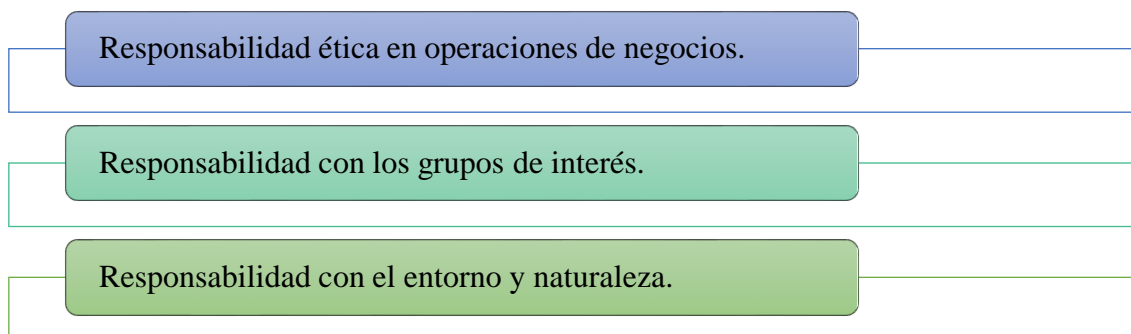 Responsabilidad ética en operaciones de negocios.
Responsabilidad con los grupos de interés.
Responsabilidad con el entorno y naturaleza.